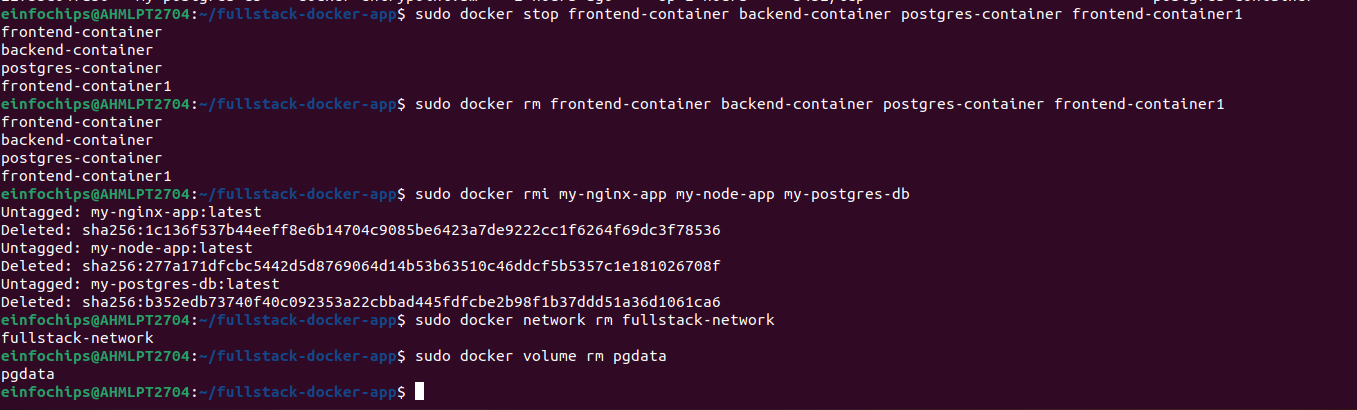 einfochips@AHMLPT2704:~/fullstack-docker-app$ sudo docker stop frontend-container backend-container postgres-container frontend-container1
frontend-container
backend-container
postgres-container
frontend-container1
einfochips@AHMLPT2704:~/fullstack-docker-app$ sudo docker rm frontend-container backend-container postgres-container frontend-container1
frontend-container
backend-container
postgres-container
frontend-container1
einfochips@AHMLPT2704:~/fullstack-docker-app$ sudo docker rmi my-nginx-app my-node-app my-postgres-db
Untagged: my-nginx-app:latest
Deleted: sha256:1c136f537b44eeff8e6b14704c9085be6423a7de9222cc1f6264f69dc3f78536
Untagged: my-node-app:latest
Deleted: sha256:277a171dfcbc5442d5d8769064d14b53b63510c46ddcf5b5357c1e181026708f
Untagged: my-postgres-db:latest
Deleted: sha256:b352edb73740f40c092353a22cbbad445fdfcbe2b98f1b37ddd51a36d1061ca6
einfochips@AHMLPT2704:~/fullstack-docker-app$ sudo docker network rm fullstack-network
fullstack-network
einfochips@AHMLPT2704:~/fullstack-docker-app$ sudo docker volume rm pgdata
pgdata
einfochips@AHMLPT2704:~/fullstack-docker-app$